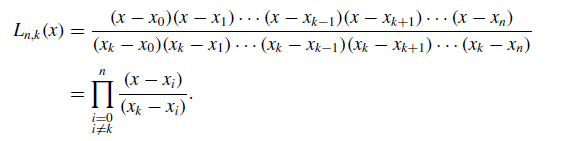 L_{n,k}(x) = \frac{(x - x_0)(x - x_1) \cdots (x - x_{k-1})(x - x_{k+1}) \cdots (x - x_n)}{(x_k - x_0)(x_k - x_1) \cdots (x_k - x_{k-1})(x_k - x_{k+1}) \cdots (x_k - x_n)}
= \prod_{\substack{i=0 \\ i \neq k}}^{n} \frac{(x - x_i)}{(x_k - x_i)}.